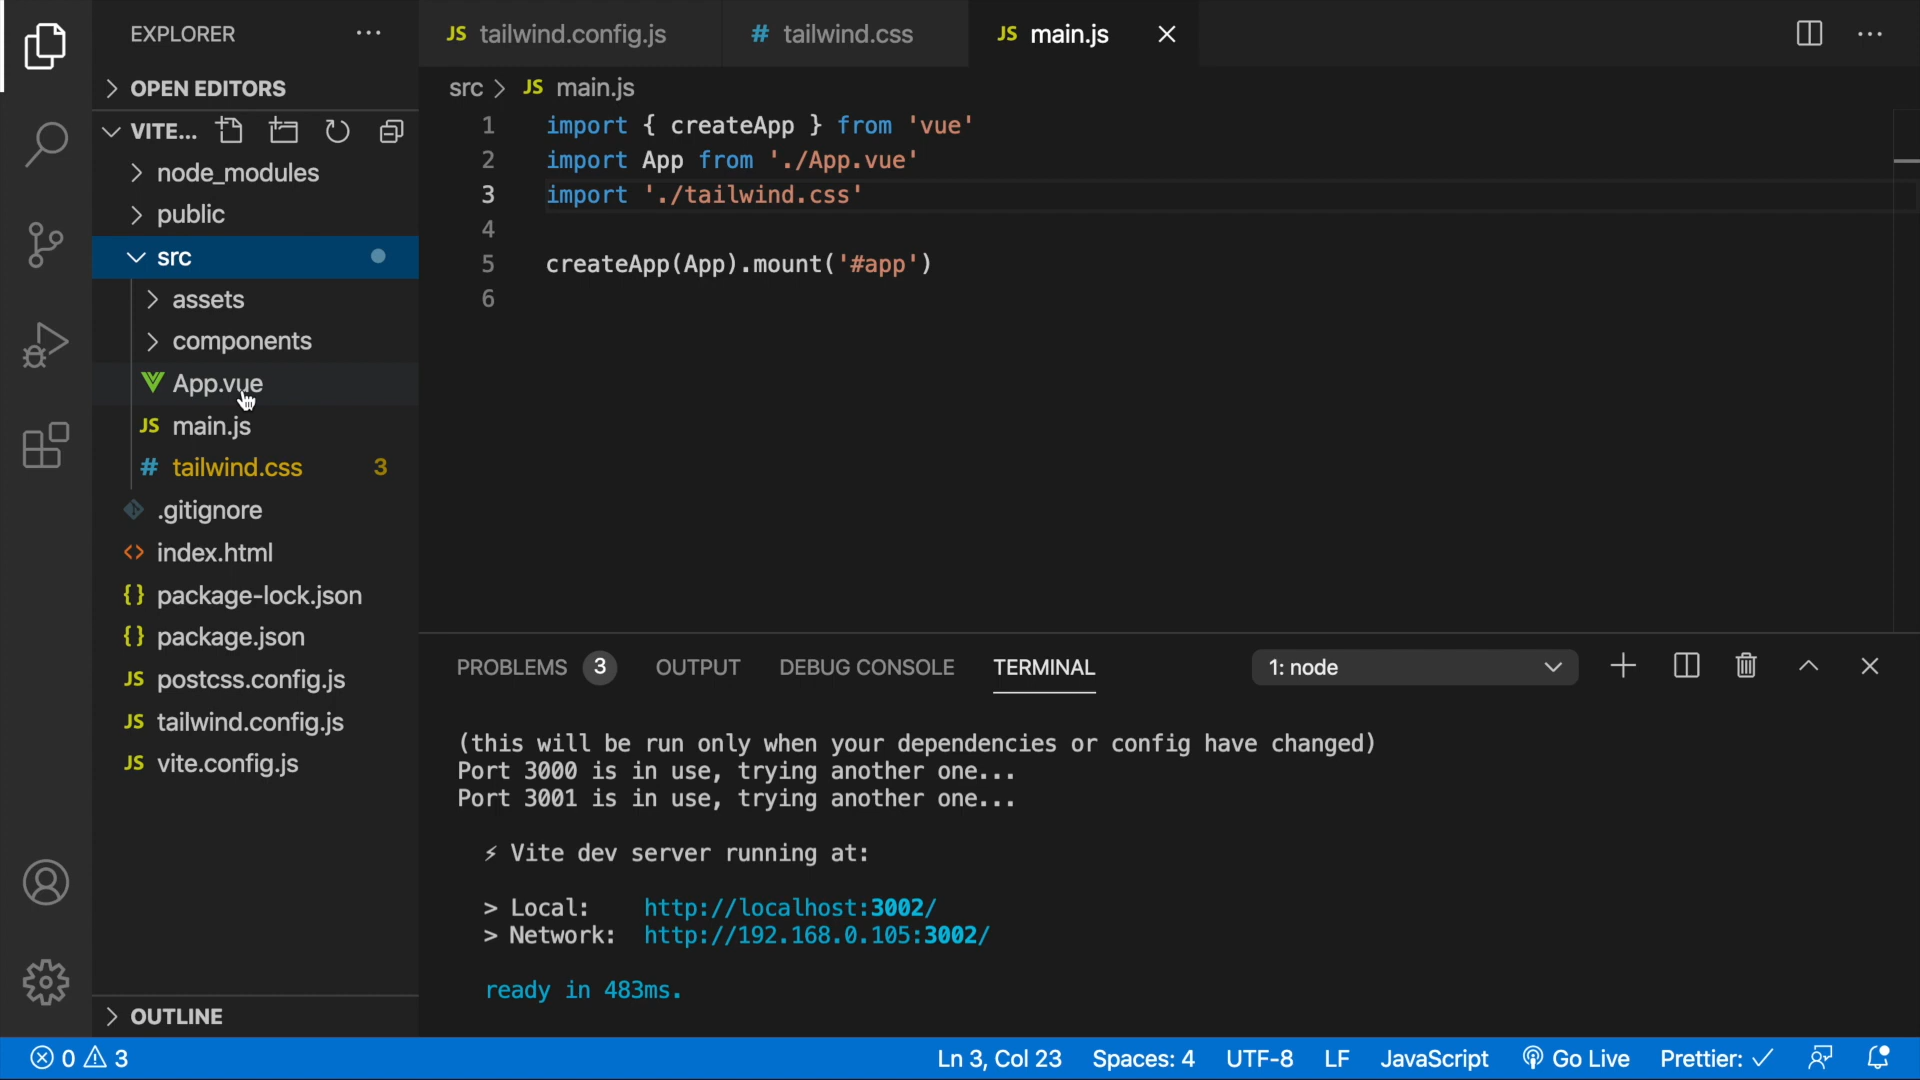 EXPLORER
OPEN EDITORS
VITE...
node_modules
public
src
assets
components
App.vue
JS main.js
# tailwind.css 3
.gitignore
<> index.html
{} package-lock.json
{} package.json
JS postcss.config.js
JS tailwind.config.js
JS vite.config.js
OUTLINE
JS tailwind.config.js
# tailwind.css
JS main.js
src > JS main.js
1 import { createApp } from 'vue'
2 import App from './App.vue'
3 import './tailwind.css'
4
5 createApp(App).mount('#app')
6
PROBLEMS 3 OUTPUT DEBUG CONSOLE TERMINAL 1: node
(this will be run only when your dependencies or config have changed)
Port 3000 is in use, trying another one...
Port 3001 is in use, trying another one...
⚡ Vite dev server running at:
> Local: http://localhost:3002/
> Network: http://192.168.0.105:3002/
ready in 483ms.
0 3 Ln 3, Col 23 Spaces: 4 UTF-8 LF JavaScript Go Live Prettier: ✓